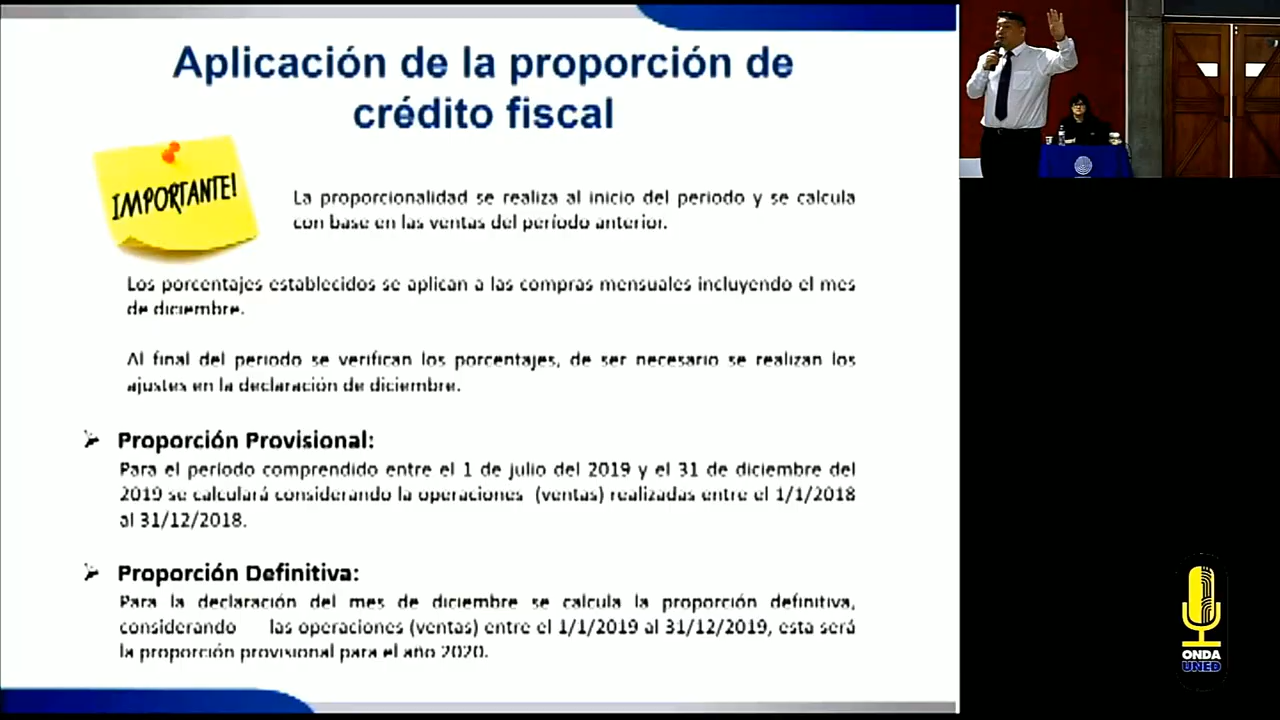 Aplicación de la proporción de
crédito fiscal
IMPORTANTE!
La proporcionalidad se realiza al inicio del periodo y se calcula
con base en las ventas del período anterior.
Los porcentajes establecidos se aplican a las compras mensuales incluyendo el mes
de diciembre.
Al final del periodo se verifican los porcentajes, de ser necesario se realizan los
ajustes en la declaración de diciembre.
➢ Proporción Provisional:
Para el período comprendido entre el 1 de julio del 2019 y el 31 de diciembre del
2019 se calculará considerando la operaciones (ventas) realizadas entre el 1/1/2018
al 31/12/2018.
➢ Proporción Definitiva:
Para la declaración del mes de diciembre se calcula la proporción definitiva,
considerando las operaciones (ventas) entre el 1/1/2019 al 31/12/2019, esta será
la proporción provisional para el año 2020.
ONDA
UNED